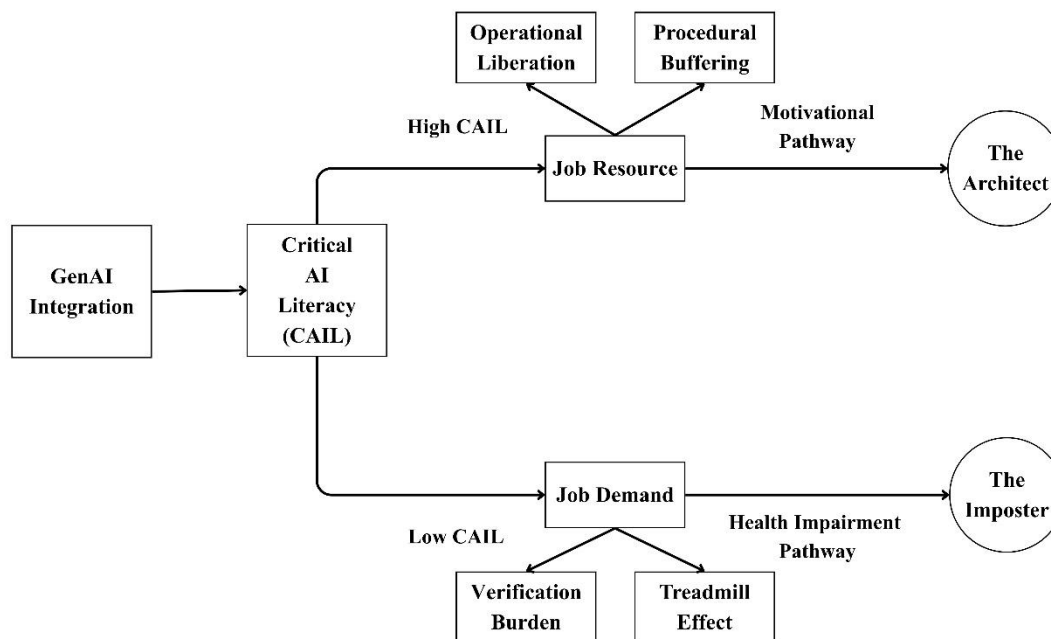 Operational
Liberation
Procedural
Buffering
High CAIL
Motivational
Pathway
Job Resource
The
Architect
GenAI
Integration
Critical
AI
Literacy
(CAIL)
Job Demand
The
Imposter
Low CAIL
Health Impairment
Pathway
Verification
Burden
Treadmill
Effect